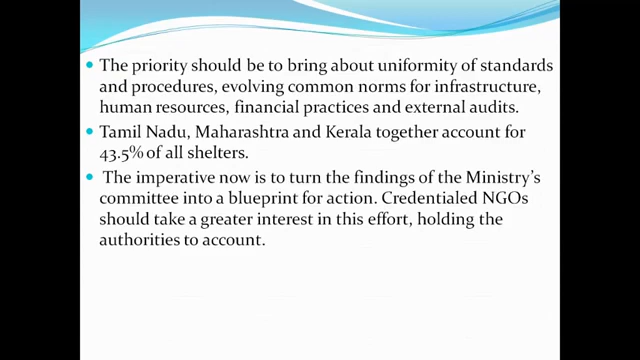 The priority should be to bring about uniformity of standards
and procedures, evolving common norms for infrastructure,
human resources, financial practices and external audits.
Tamil Nadu, Maharashtra and Kerala together account for
43.5% of all shelters.
The imperative now is to turn the findings of the Ministry's
committee into a blueprint for action. Credentialed NGOs
should take a greater interest in this effort, holding the
authorities to account.